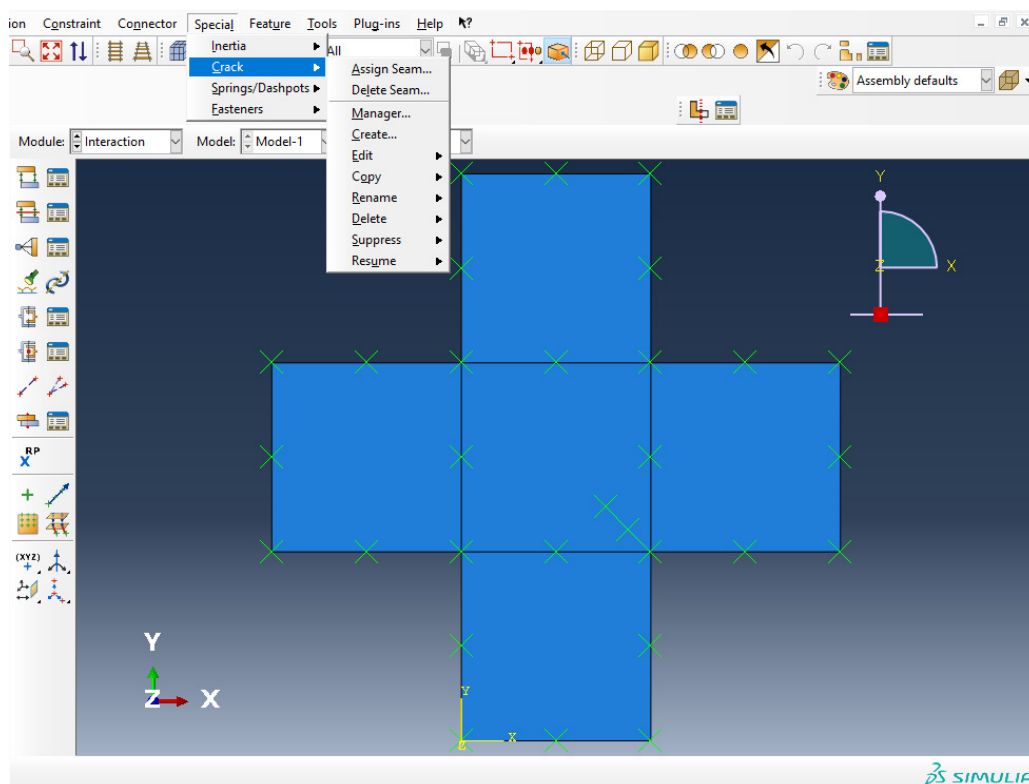 ion Constraint Connector Special Feature Tools Plug-ins Help
All
Inertia
Crack
Springs/Dashpots
Fasteners
Assign Seam...
Delete Seam...
Manager...
Create...
Edit
Copy
Rename
Delete
Suppress
Resume
Assembly defaults
Module: Interaction Model: Model-1
RP
X
(XYZ)
Y
Z X
Y
Z X
Y
Z X
SIMULIA